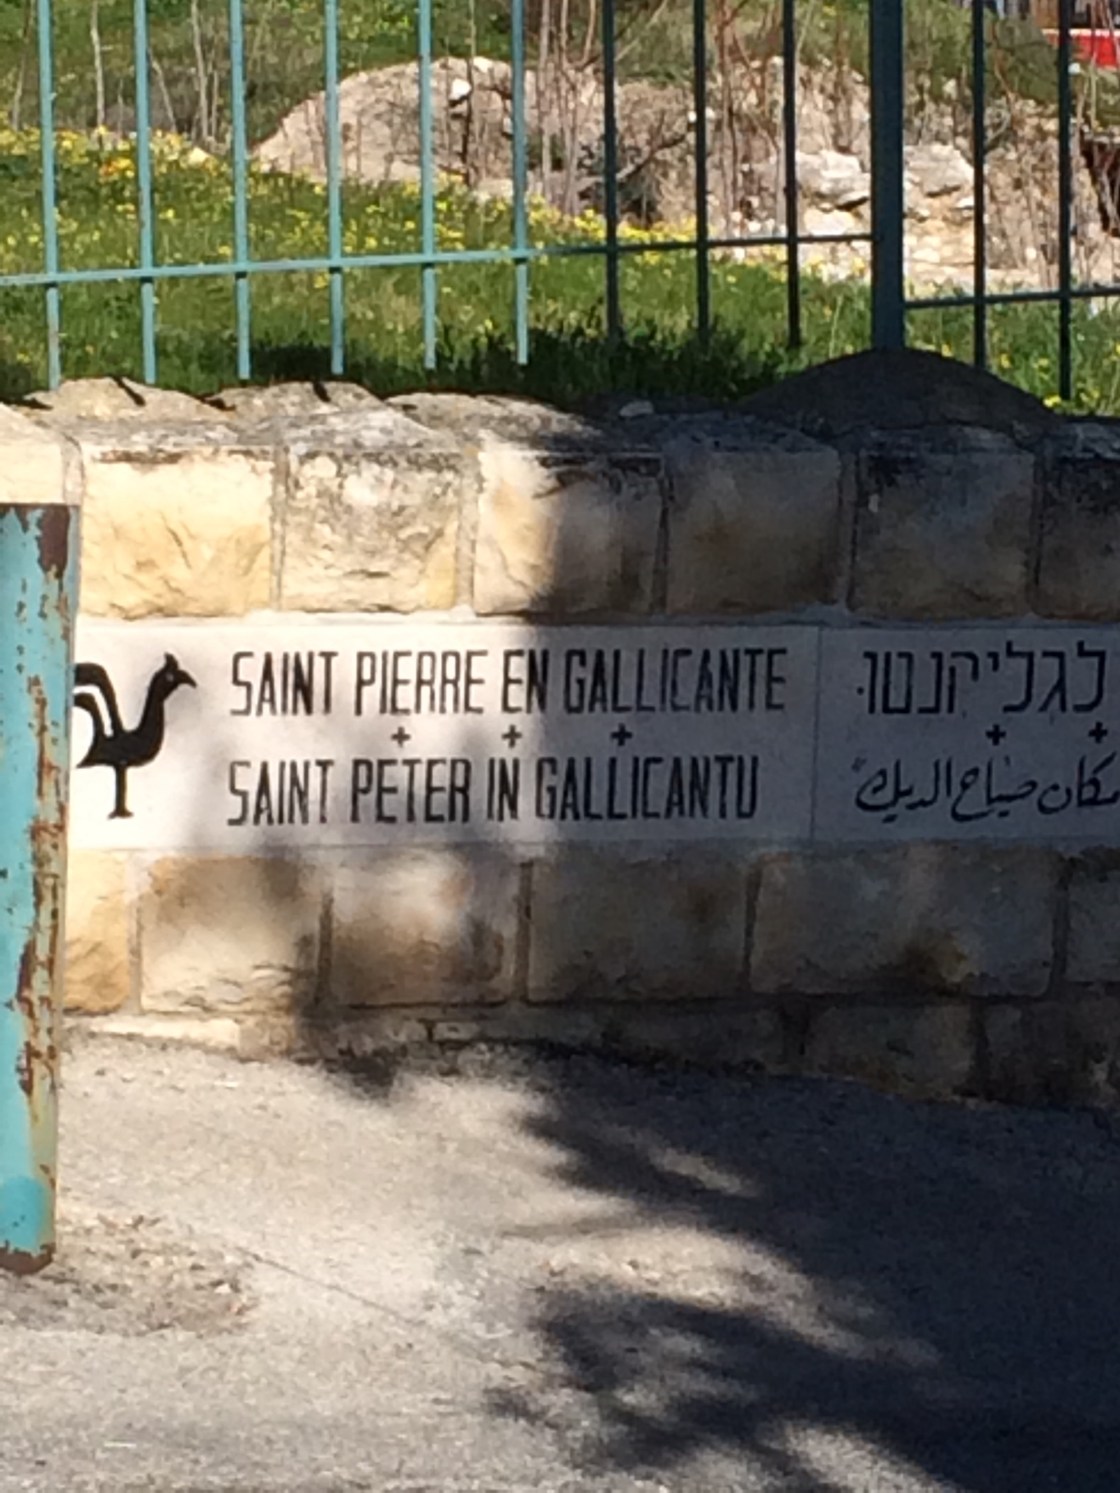 SAINT PIERRE EN GALLICANTE
SAINT PETER IN GALLICANTU
לגליקנטו
مكان صياح الديك